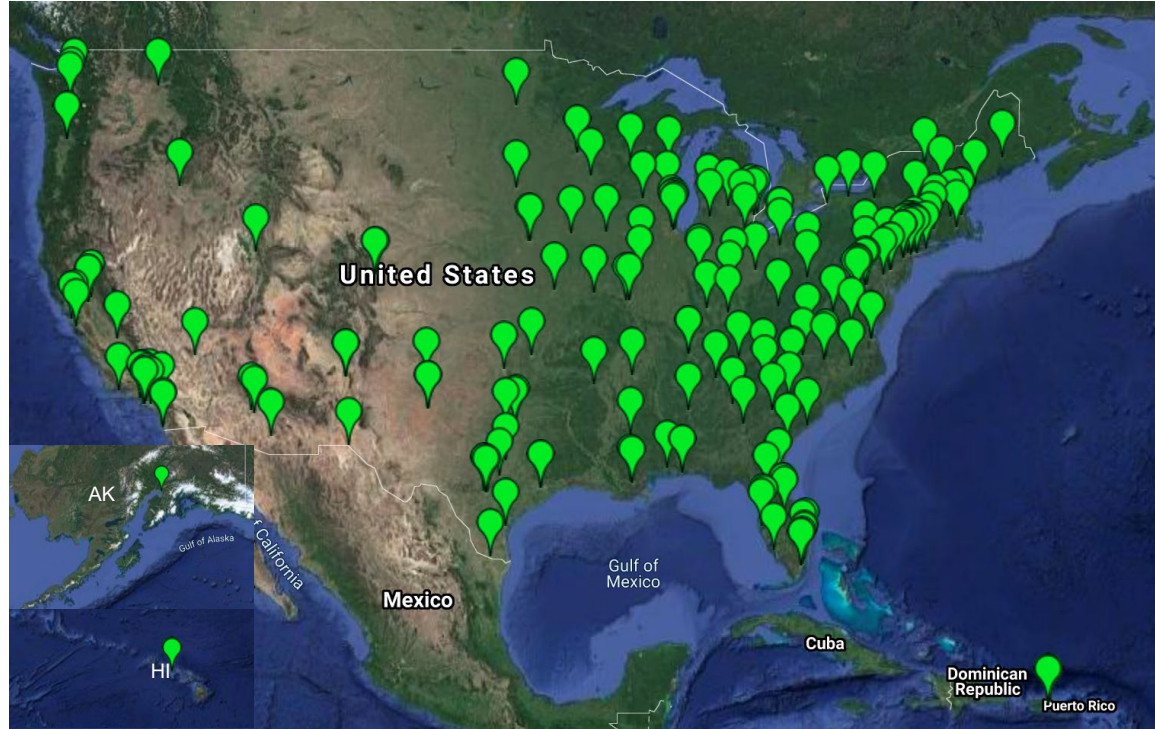 United States
AK
Gulf of Alaska
f California
Gulf of
Mexico
Mexico
HI
Cuba
Dominican
Republic
Puerto Rico